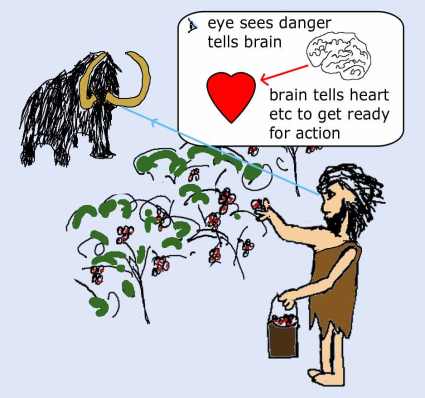 eye sees danger
tells brain
brain tells heart
etc to get ready
for action